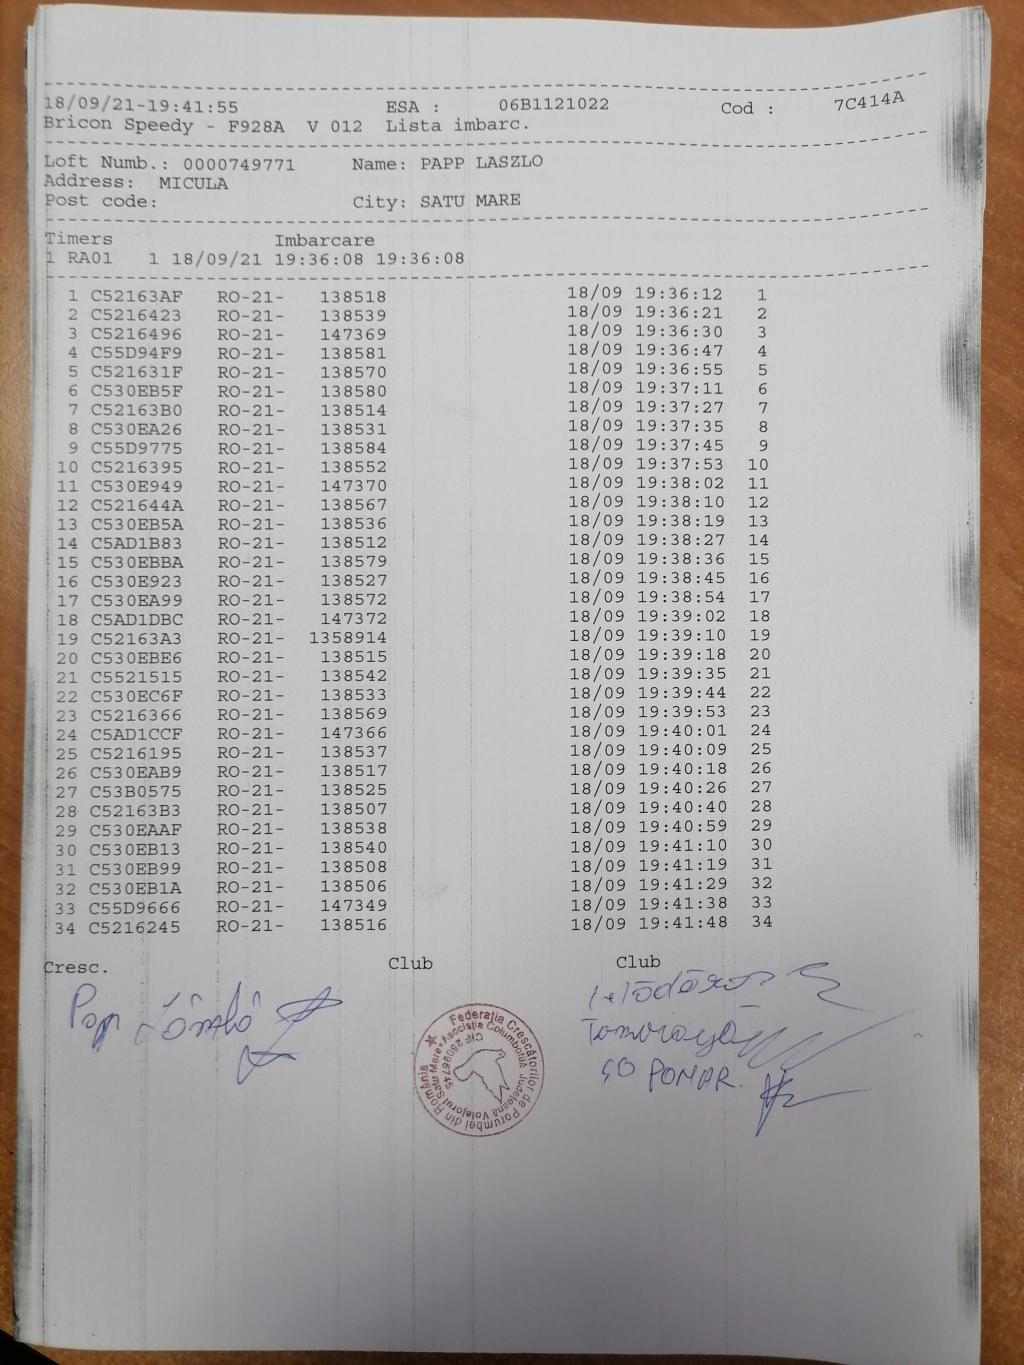 18/09/21-19:41:55 ESA : 06B1121022 Cod : 7C414A
Bricon Speedy - F928A V 012 Lista imbarc.
Loft Numb.: 0000749771 Name: PAPP LASZLO
Address: MICULA
Post code: City: SATU MARE
Timers Imbarcare
1 RA01 1 18/09/21 19:36:08 19:36:08
1 C52163AF RO-21- 138518 18/09 19:36:12 1
2 C5216423 RO-21- 138539 18/09 19:36:21 2
3 C5216496 RO-21- 147369 18/09 19:36:30 3
4 C55D94F9 RO-21- 138581 18/09 19:36:47 4
5 C521631F RO-21- 138570 18/09 19:36:55 5
6 C530EB5F RO-21- 138580 18/09 19:37:11 6
7 C52163B0 RO-21- 138514 18/09 19:37:27 7
8 C530EA26 RO-21- 138531 18/09 19:37:35 8
9 C55D9775 RO-21- 138584 18/09 19:37:45 9
10 C5216395 RO-21- 138552 18/09 19:37:53 10
11 C530E949 RO-21- 147370 18/09 19:38:02 11
12 C521644A RO-21- 138567 18/09 19:38:10 12
13 C530EB5A RO-21- 138536 18/09 19:38:19 13
14 C5AD1B83 RO-21- 138512 18/09 19:38:27 14
15 C530EBBA RO-21- 138579 18/09 19:38:36 15
16 C530E923 RO-21- 138527 18/09 19:38:45 16
17 C530EA99 RO-21- 138572 18/09 19:38:54 17
18 C5AD1DBC RO-21- 147372 18/09 19:39:02 18
19 C52163A3 RO-21- 1358914 18/09 19:39:10 19
20 C530EBE6 RO-21- 138515 18/09 19:39:18 20
21 C5521515 RO-21- 138542 18/09 19:39:35 21
22 C530EC6F RO-21- 138533 18/09 19:39:44 22
23 C5216366 RO-21- 138569 18/09 19:39:53 23
24 C5AD1CCF RO-21- 147366 18/09 19:40:01 24
25 C5216195 RO-21- 138537 18/09 19:40:09 25
26 C530EAB9 RO-21- 138517 18/09 19:40:18 26
27 C53B0575 RO-21- 138525 18/09 19:40:26 27
28 C52163B3 RO-21- 138507 18/09 19:40:40 28
29 C530EAAF RO-21- 138538 18/09 19:40:59 29
30 C530EB13 RO-21- 138540 18/09 19:41:10 30
31 C530EB99 RO-21- 138508 18/09 19:41:19 31
32 C530EB1A RO-21- 138506 18/09 19:41:29 32
33 C55D9666 RO-21- 147349 18/09 19:41:38 33
34 C5216245 RO-21- 138516 18/09 19:41:48 34
Cresc. Club Club
Papp
POMAR.
Federația Crescătorilor de Porumbei din România
Asociația Columbofilă Județeană Voiajorul Satu Mare